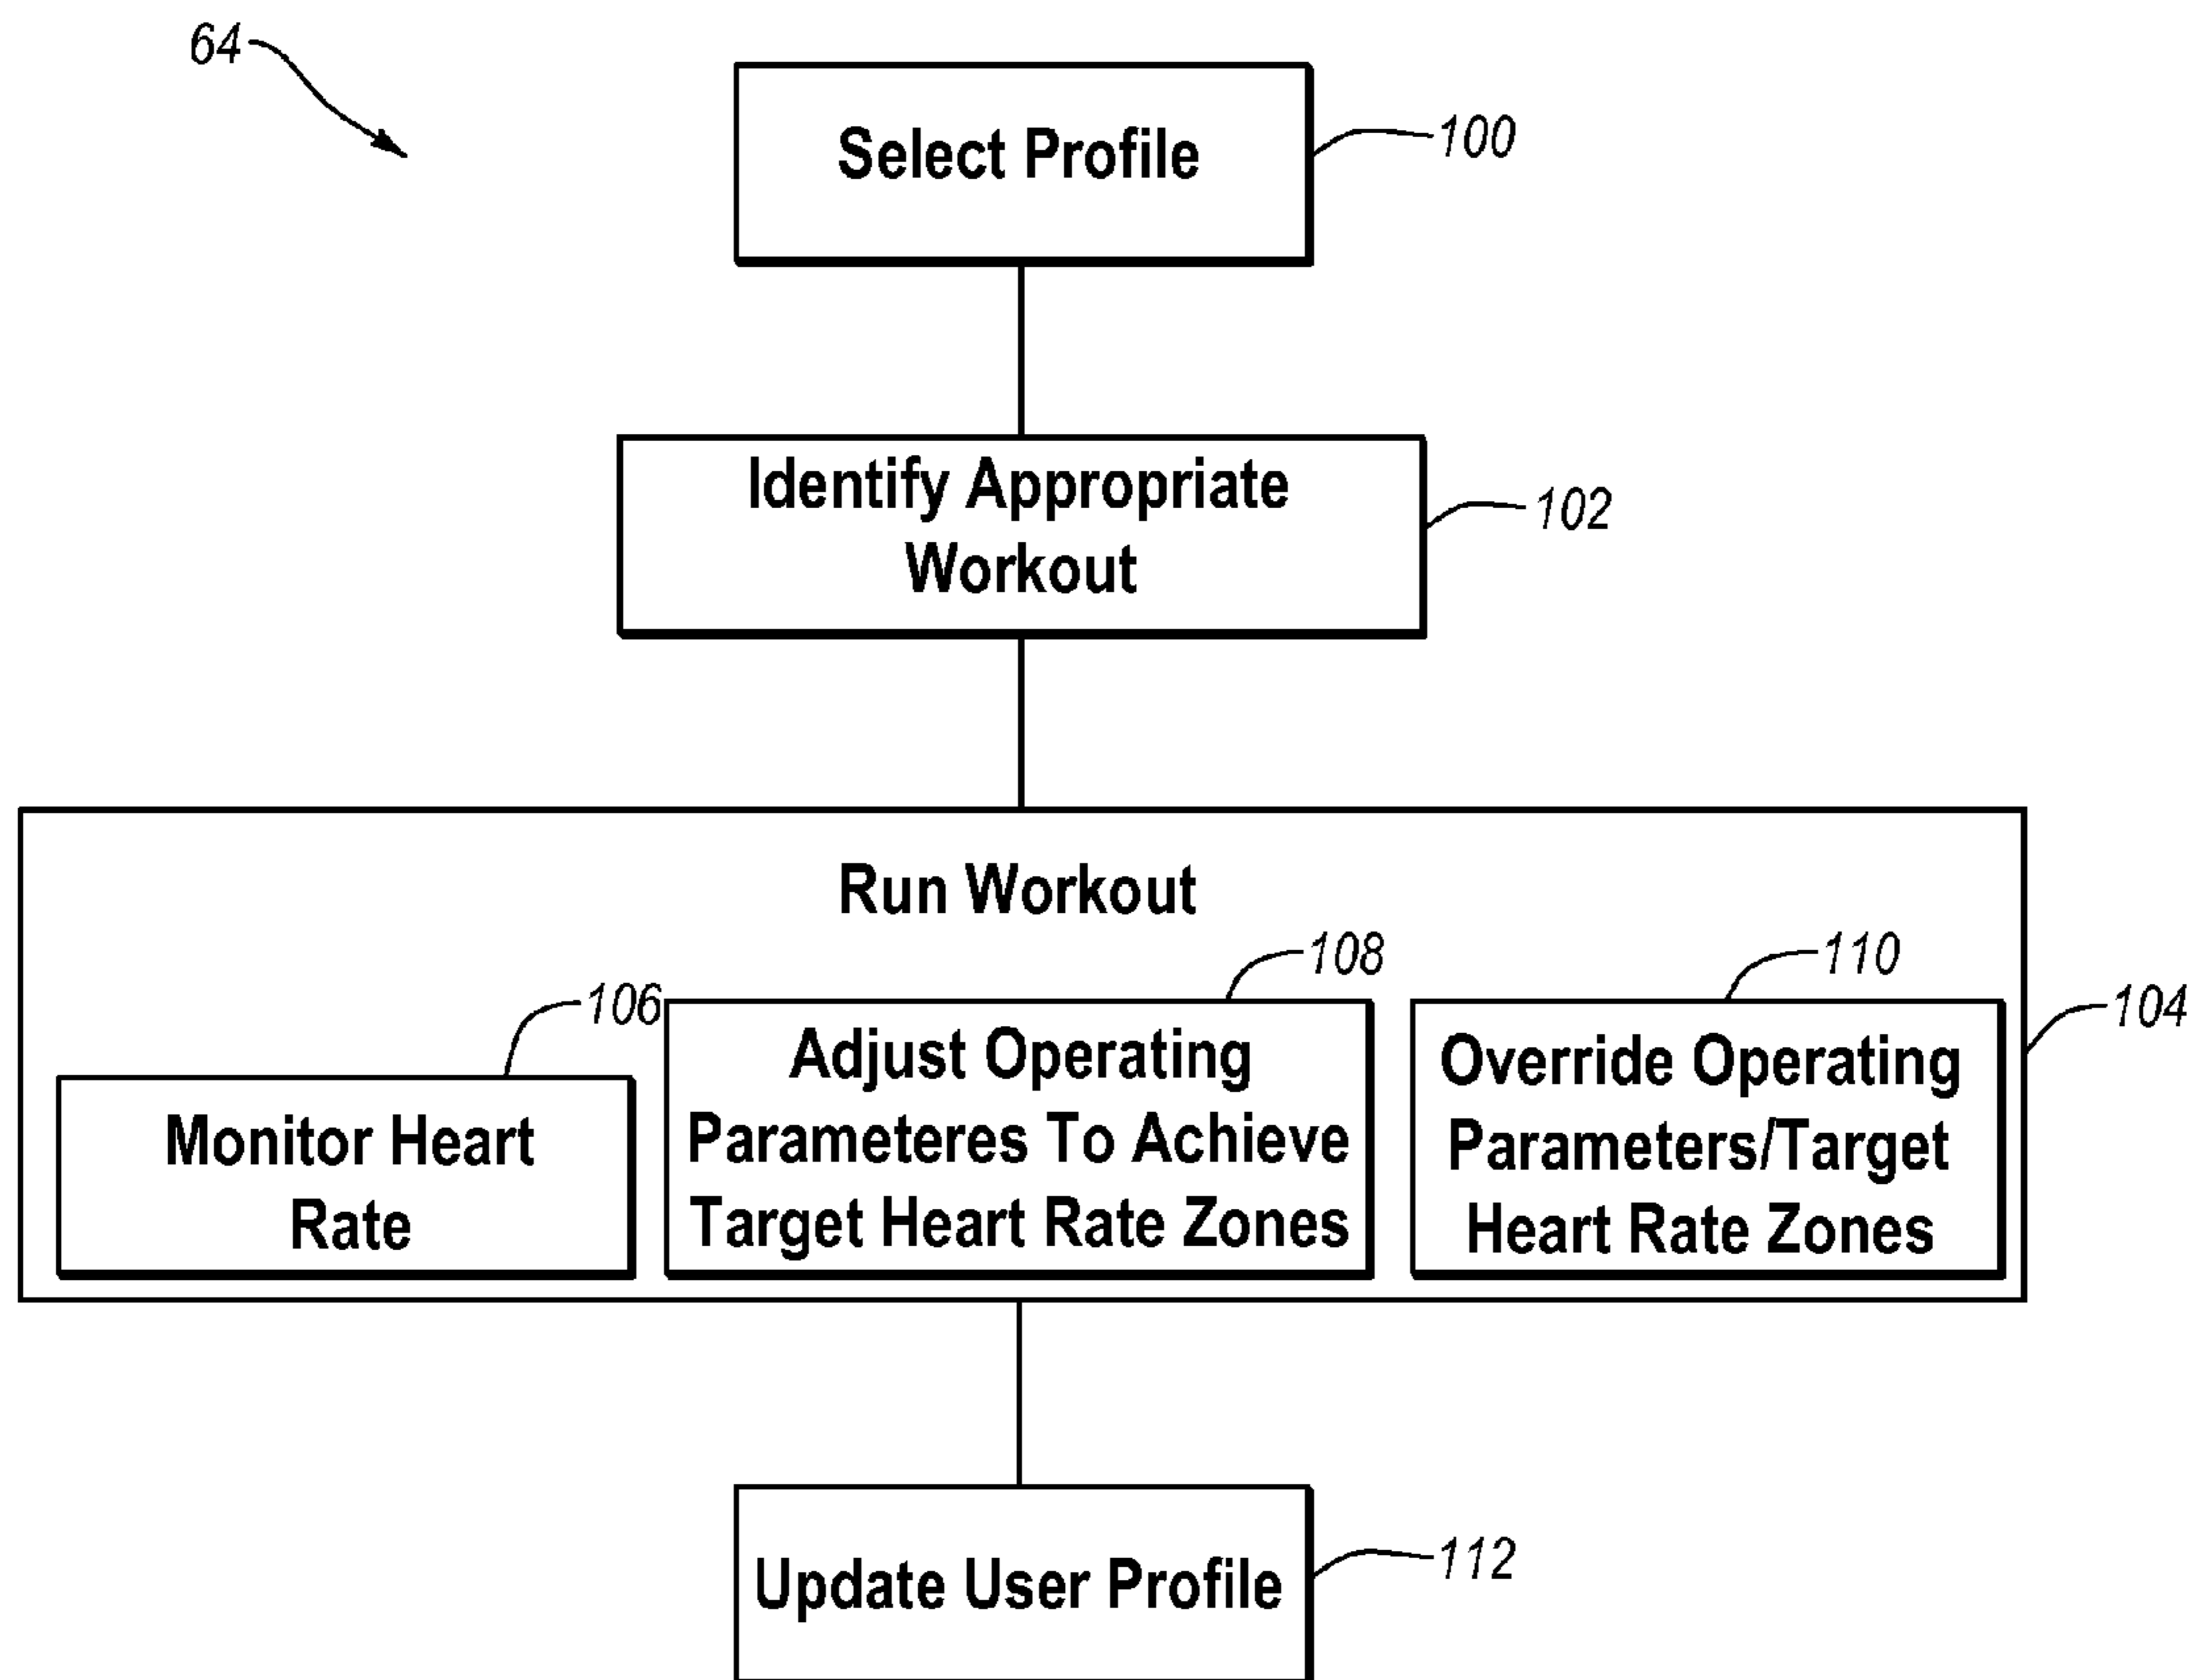 64
Select Profile
100
Identify Appropriate
Workout
102
Run Workout
106
Monitor Heart
Rate
108
Adjust Operating
Parameteres To Achieve
Target Heart Rate Zones
110
Override Operating
Parameters/Target
Heart Rate Zones
104
Update User Profile
112